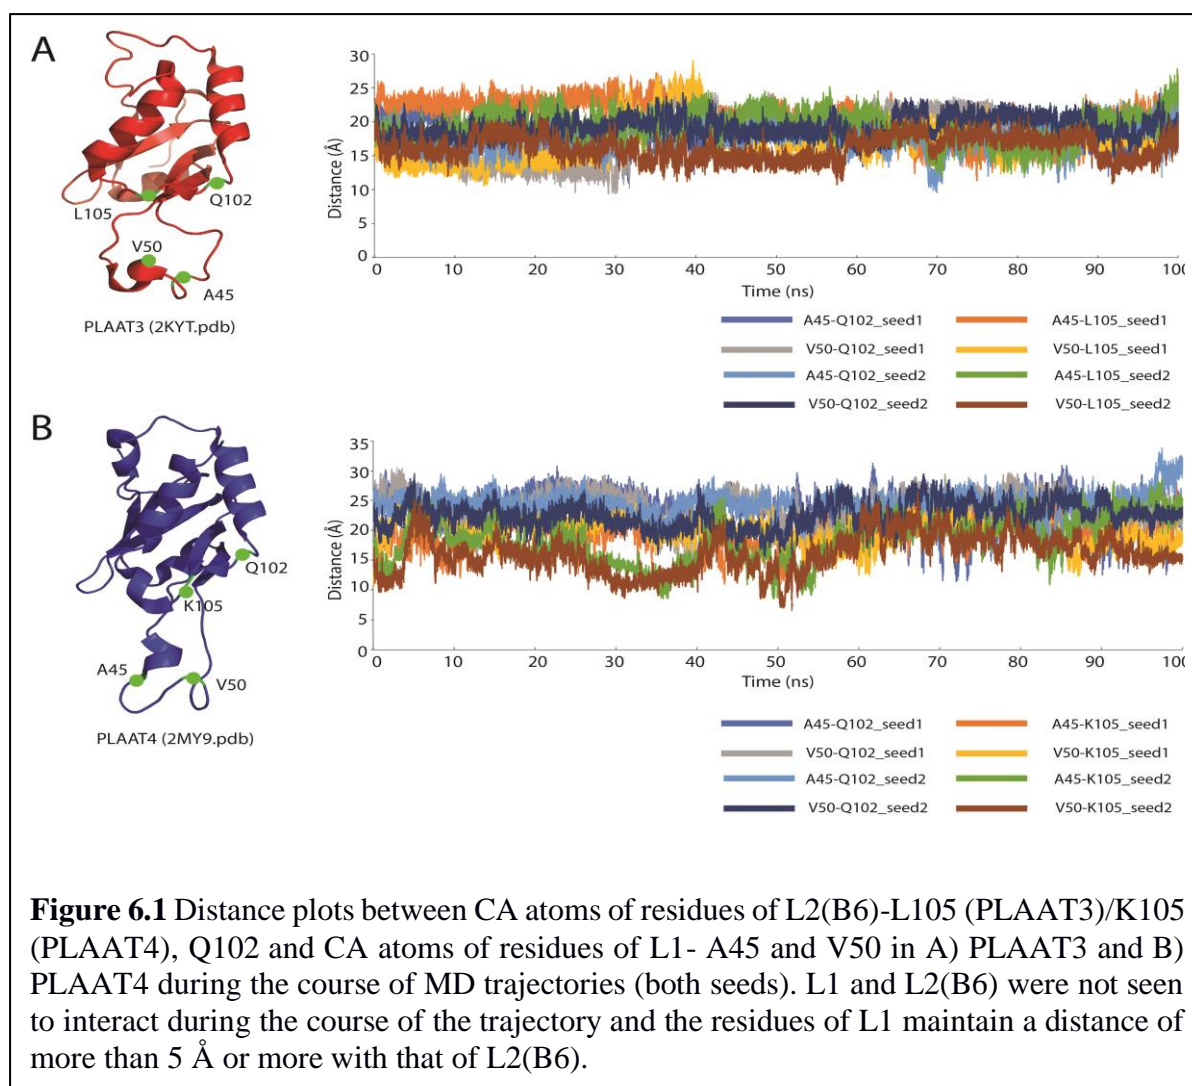 A
L105
Q102
V50
A45
PLAAT3 (2KYT.pdb)
30
25
20
15
10
5
0
Distance (Å)
0 10 20 30 40 50 60 70 80 90 100
Time (ns)
A45-Q102_seed1 A45-L105_seed1
V50-Q102_seed1 V50-L105_seed1
A45-Q102_seed2 A45-L105_seed2
V50-Q102_seed2 V50-L105_seed2
B
Q102
K105
A45
V50
PLAAT4 (2MY9.pdb)
35
30
25
20
15
10
5
0
Distance (Å)
0 10 20 30 40 50 60 70 80 90 100
Time (ns)
A45-Q102_seed1 A45-K105_seed1
V50-Q102_seed1 V50-K105_seed1
A45-Q102_seed2 A45-K105_seed2
V50-Q102_seed2 V50-K105_seed2
Figure 6.1 Distance plots between CA atoms of residues of L2(B6)-L105 (PLAAT3)/K105
(PLAAT4), Q102 and CA atoms of residues of L1- A45 and V50 in A) PLAAT3 and B)
PLAAT4 during the course of MD trajectories (both seeds). L1 and L2(B6) were not seen
to interact during the course of the trajectory and the residues of L1 maintain a distance of
more than 5 Å or more with that of L2(B6).